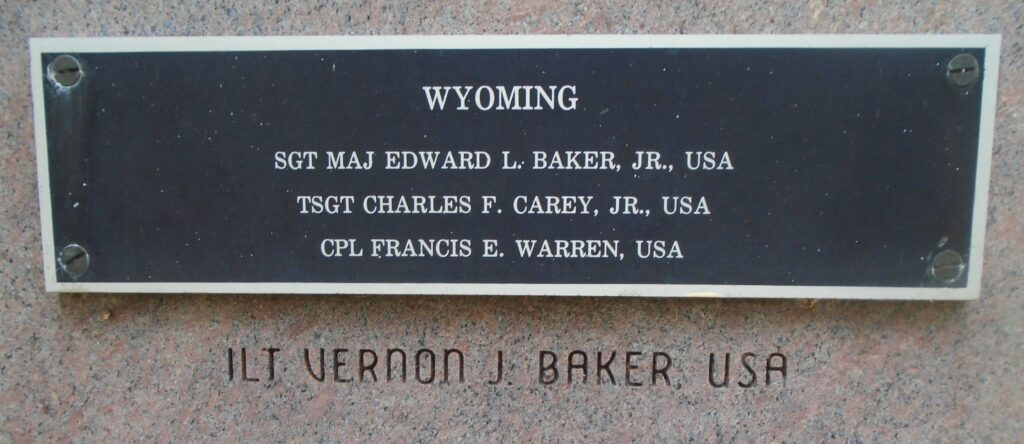 WYOMING
SGT MAJ EDWARD L. BAKER, JR., USA
TSGT CHARLES F. CAREY, JR., USA
CPL FRANCIS E. WARREN, USA
1LT VERNON J. BAKER, USA